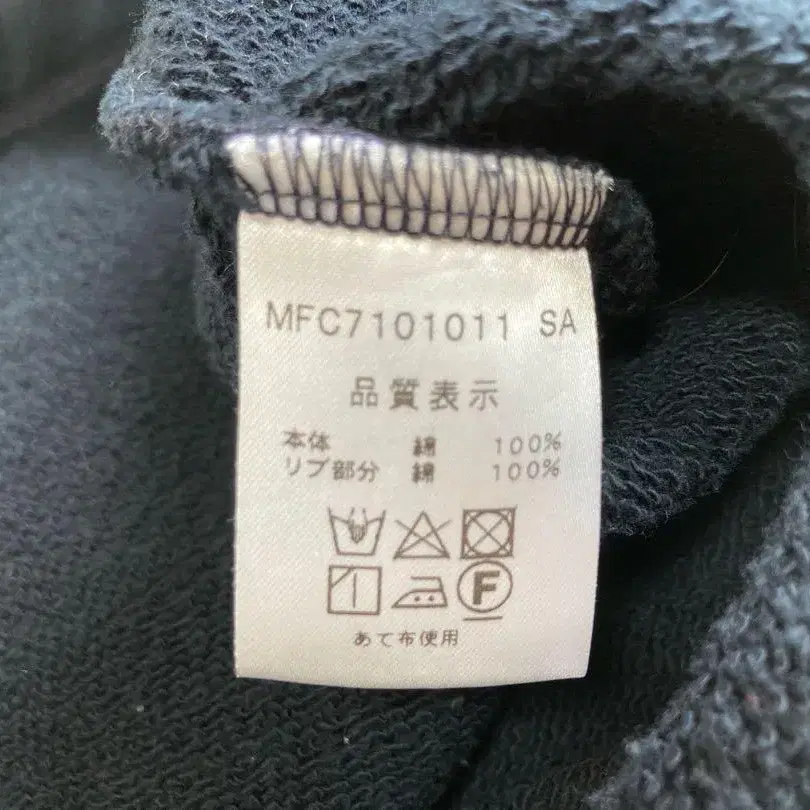 MFC7101011 SA
品質表示
本体 綿 100%
リブ部分 綿 100%
F
あて布使用